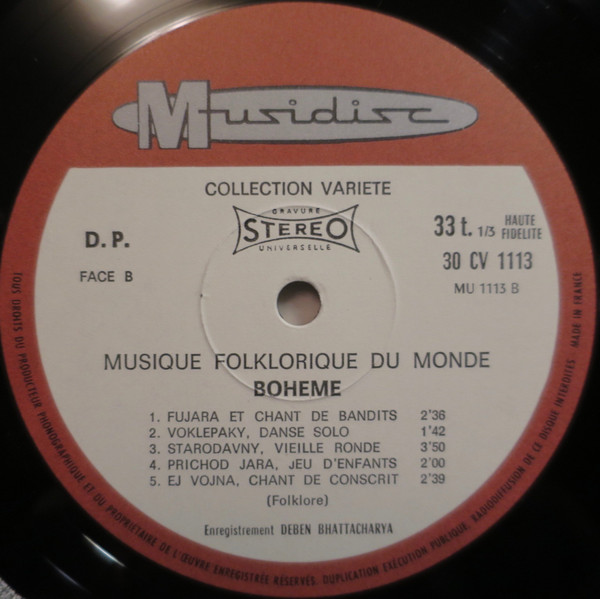 Musidisc
COLLECTION VARIETE
GRAVURE
STEREO
UNIVERSELLE
D.P.
FACE B
33 t. 1/3 HAUTE FIDELITE
30 CV 1113
MU 1113 B
MUSIQUE FOLKLORIQUE DU MONDE
BOHEME
1. FUJARA ET CHANT DE BANDITS 2'36
2. VOKLEPAKY, DANSE SOLO 1'42
3. STARODAVNY, VIEILLE RONDE 3'50
4. PRICHOD JARA, JEU D'ENFANTS 2'00
5. EJ VOJNA, CHANT DE CONSCRIT 2'39
(Folklore)
Enregistrement DEBEN BHATTACHARYA
TOUS DROITS DU PRODUCTEUR PHONOGRAPHIQUE ET DU PROPRIETAIRE DE L'ŒUVRE ENREGISTRÉE RÉSERVÉS. DUPLICATION EXÉCUTION PUBLIQUE, RADIODIFFUSION DE CE DISQUE INTERDITES. MADE IN FRANCE